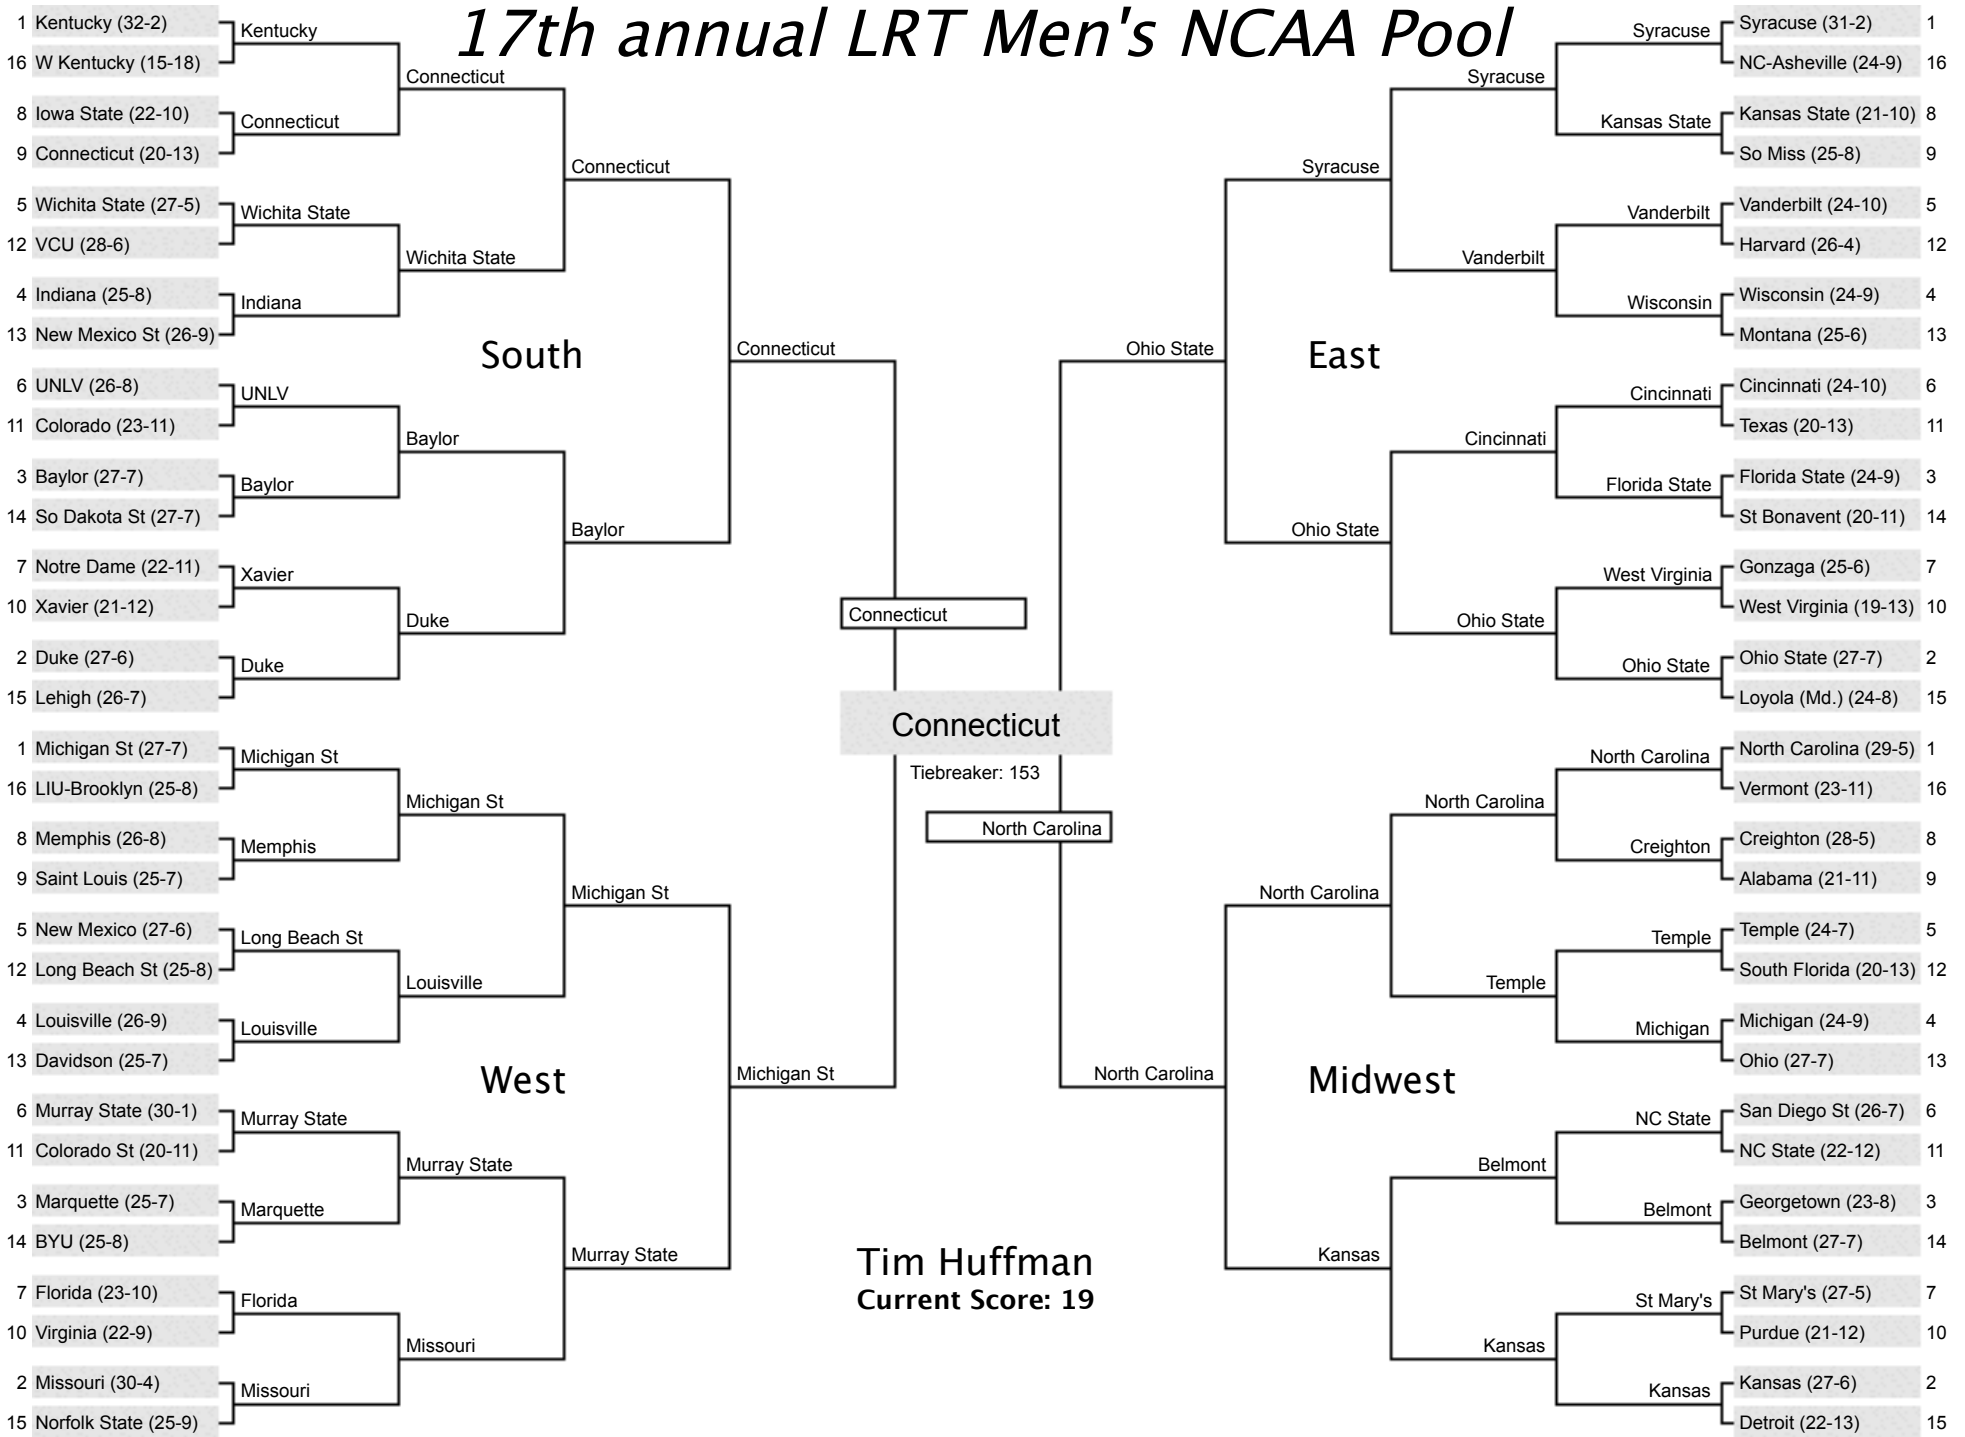 17th annual LRT Men's NCAA Pool
1 Kentucky (32-2)
16 W Kentucky (15-18)
8 Iowa State (22-10)
9 Connecticut (20-13)
5 Wichita State (27-5)
12 VCU (28-6)
4 Indiana (25-8)
13 New Mexico St (26-9)
6 UNLV (26-8)
11 Colorado (23-11)
3 Baylor (27-7)
14 So Dakota St (27-7)
7 Notre Dame (22-11)
10 Xavier (21-12)
2 Duke (27-6)
15 Lehigh (26-7)
Kentucky
Connecticut
Wichita State
Indiana
UNLV
Baylor
Xavier
Duke
Connecticut
Wichita State
Baylor
Duke
Connecticut
Baylor
Connecticut
South
1 Michigan St (27-7)
16 LIU-Brooklyn (25-8)
8 Memphis (26-8)
9 Saint Louis (25-7)
5 New Mexico (27-6)
12 Long Beach St (25-8)
4 Louisville (26-9)
13 Davidson (25-7)
6 Murray State (30-1)
11 Colorado St (20-11)
3 Marquette (25-7)
14 BYU (25-8)
7 Florida (23-10)
10 Virginia (22-9)
2 Missouri (30-4)
15 Norfolk State (25-9)
Michigan St
Memphis
Long Beach St
Louisville
Murray State
Marquette
Florida
Missouri
Michigan St
Louisville
Murray State
Missouri
Michigan St
Murray State
Michigan St
West
Connecticut
Connecticut
Tiebreaker: 153
North Carolina
Tim Huffman
Current Score: 19
Syracuse (31-2) 1
NC-Asheville (24-9) 16
Kansas State (21-10) 8
So Miss (25-8) 9
Vanderbilt (24-10) 5
Harvard (26-4) 12
Wisconsin (24-9) 4
Montana (25-6) 13
Cincinnati (24-10) 6
Texas (20-13) 11
Florida State (24-9) 3
St Bonavent (20-11) 14
Gonzaga (25-6) 7
West Virginia (19-13) 10
Ohio State (27-7) 2
Loyola (Md.) (24-8) 15
Syracuse
Kansas State
Vanderbilt
Wisconsin
Cincinnati
Florida State
West Virginia
Ohio State
Syracuse
Vanderbilt
Cincinnati
Ohio State
Syracuse
Ohio State
Ohio State
East
North Carolina (29-5) 1
Vermont (23-11) 16
Creighton (28-5) 8
Alabama (21-11) 9
Temple (24-7) 5
South Florida (20-13) 12
Michigan (24-9) 4
Ohio (27-7) 13
San Diego St (26-7) 6
NC State (22-12) 11
Georgetown (23-8) 3
Belmont (27-7) 14
St Mary's (27-5) 7
Purdue (21-12) 10
Kansas (27-6) 2
Detroit (22-13) 15
North Carolina
Creighton
Temple
Michigan
NC State
Belmont
St Mary's
Kansas
North Carolina
Temple
Belmont
Kansas
North Carolina
Kansas
North Carolina
Midwest